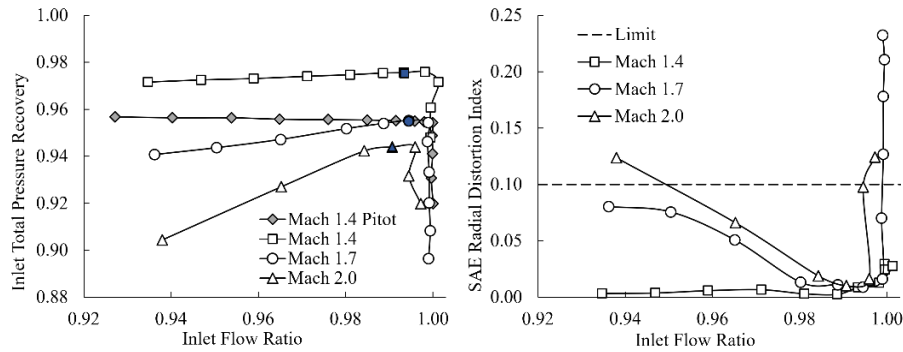 1.00
0.98
0.96
0.94
0.92
0.90
0.88
Inlet Total Pressure Recovery
Mach 1.4 Pitot
Mach 1.4
Mach 1.7
Mach 2.0
0.92 0.94 0.96 0.98 1.00
Inlet Flow Ratio
0.25
0.20
0.15
0.10
0.05
0.00
SAE Radial Distortion Index
Limit
Mach 1.4
Mach 1.7
Mach 2.0
0.92 0.94 0.96 0.98 1.00
Inlet Flow Ratio